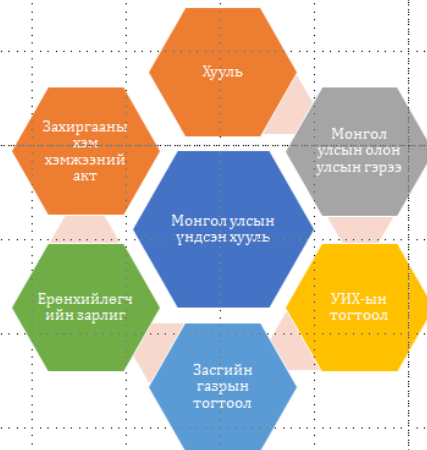 Хууль
Захиргааны
хэм
хэмжээний
акт
Монгол
улсын олон
улсын гэрээ
Монгол улсын
үндсэн хууль
Ерөнхийлөгч
ийн зарлиг
УИХ-ын
тогтоол
Засгийн
газрын
тогтоол